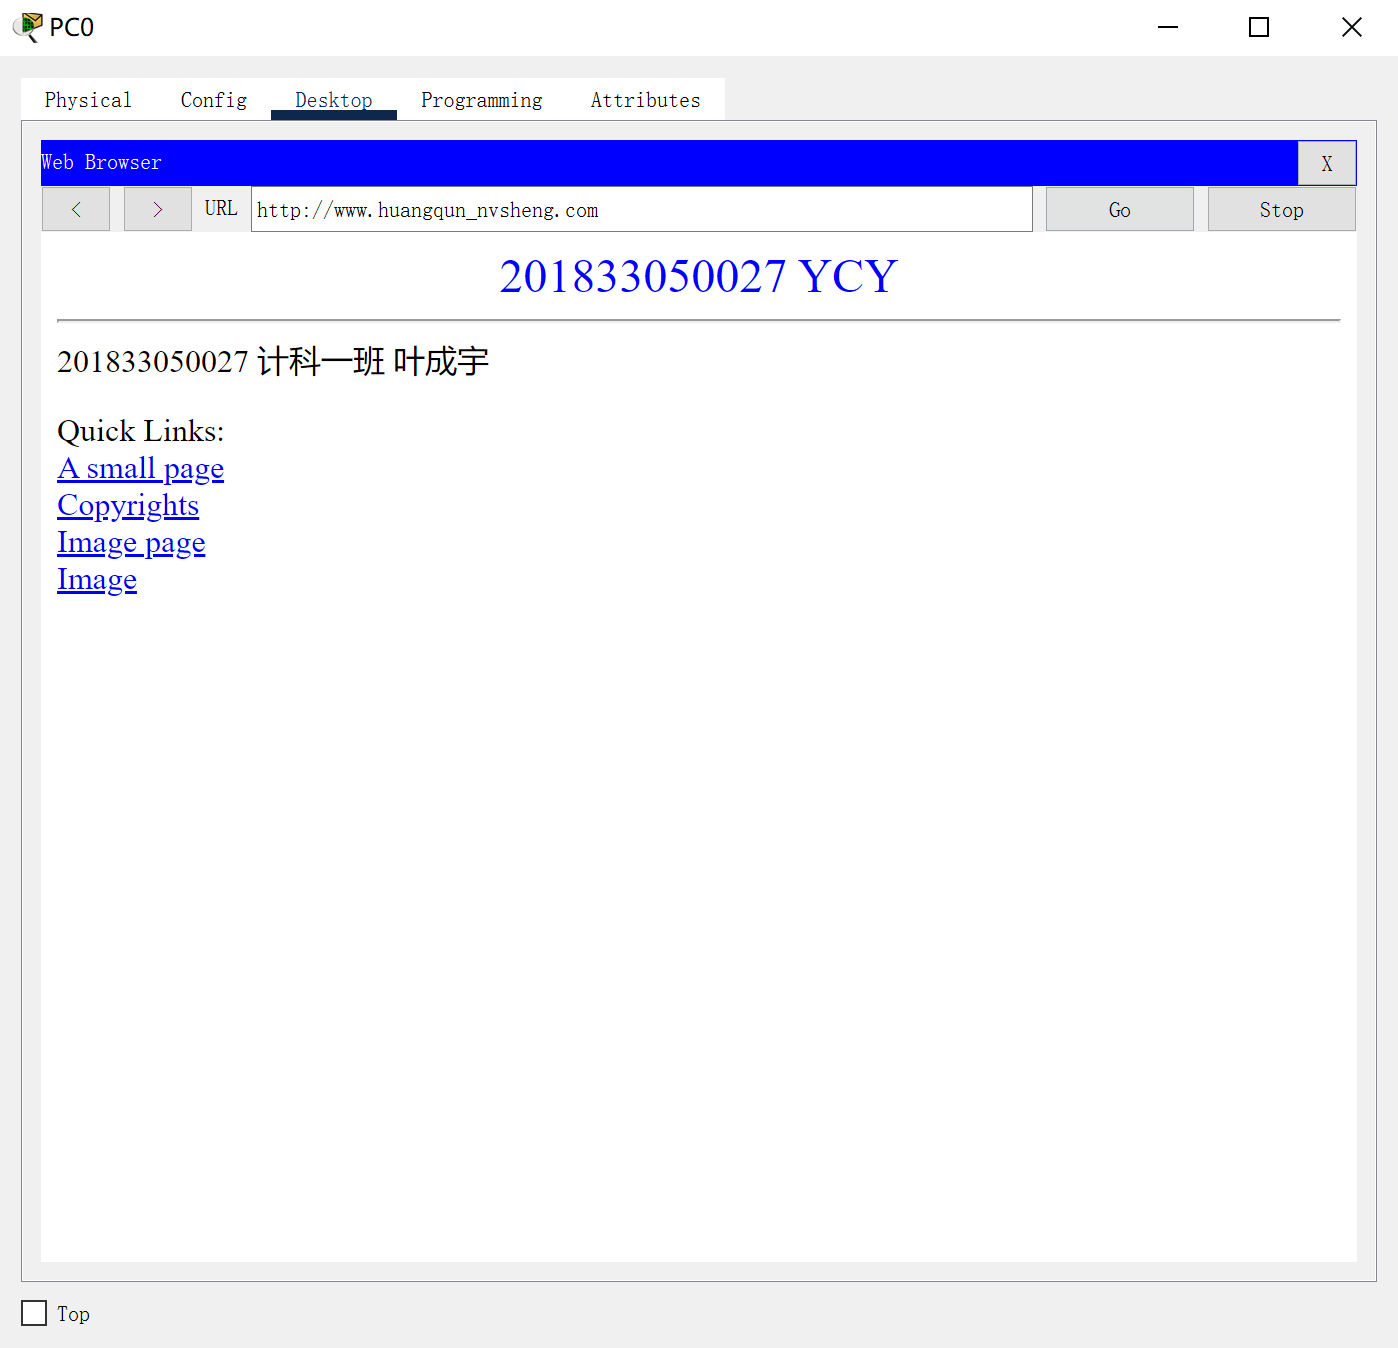 PC0
Physical Config Desktop Programming Attributes
Web Browser X
< > URL http://www.huangqun_nvsheng.com Go Stop
201833050027 YCY
201833050027 计科一班 叶成宇
Quick Links:
A small page
Copyrights
Image page
Image
Top